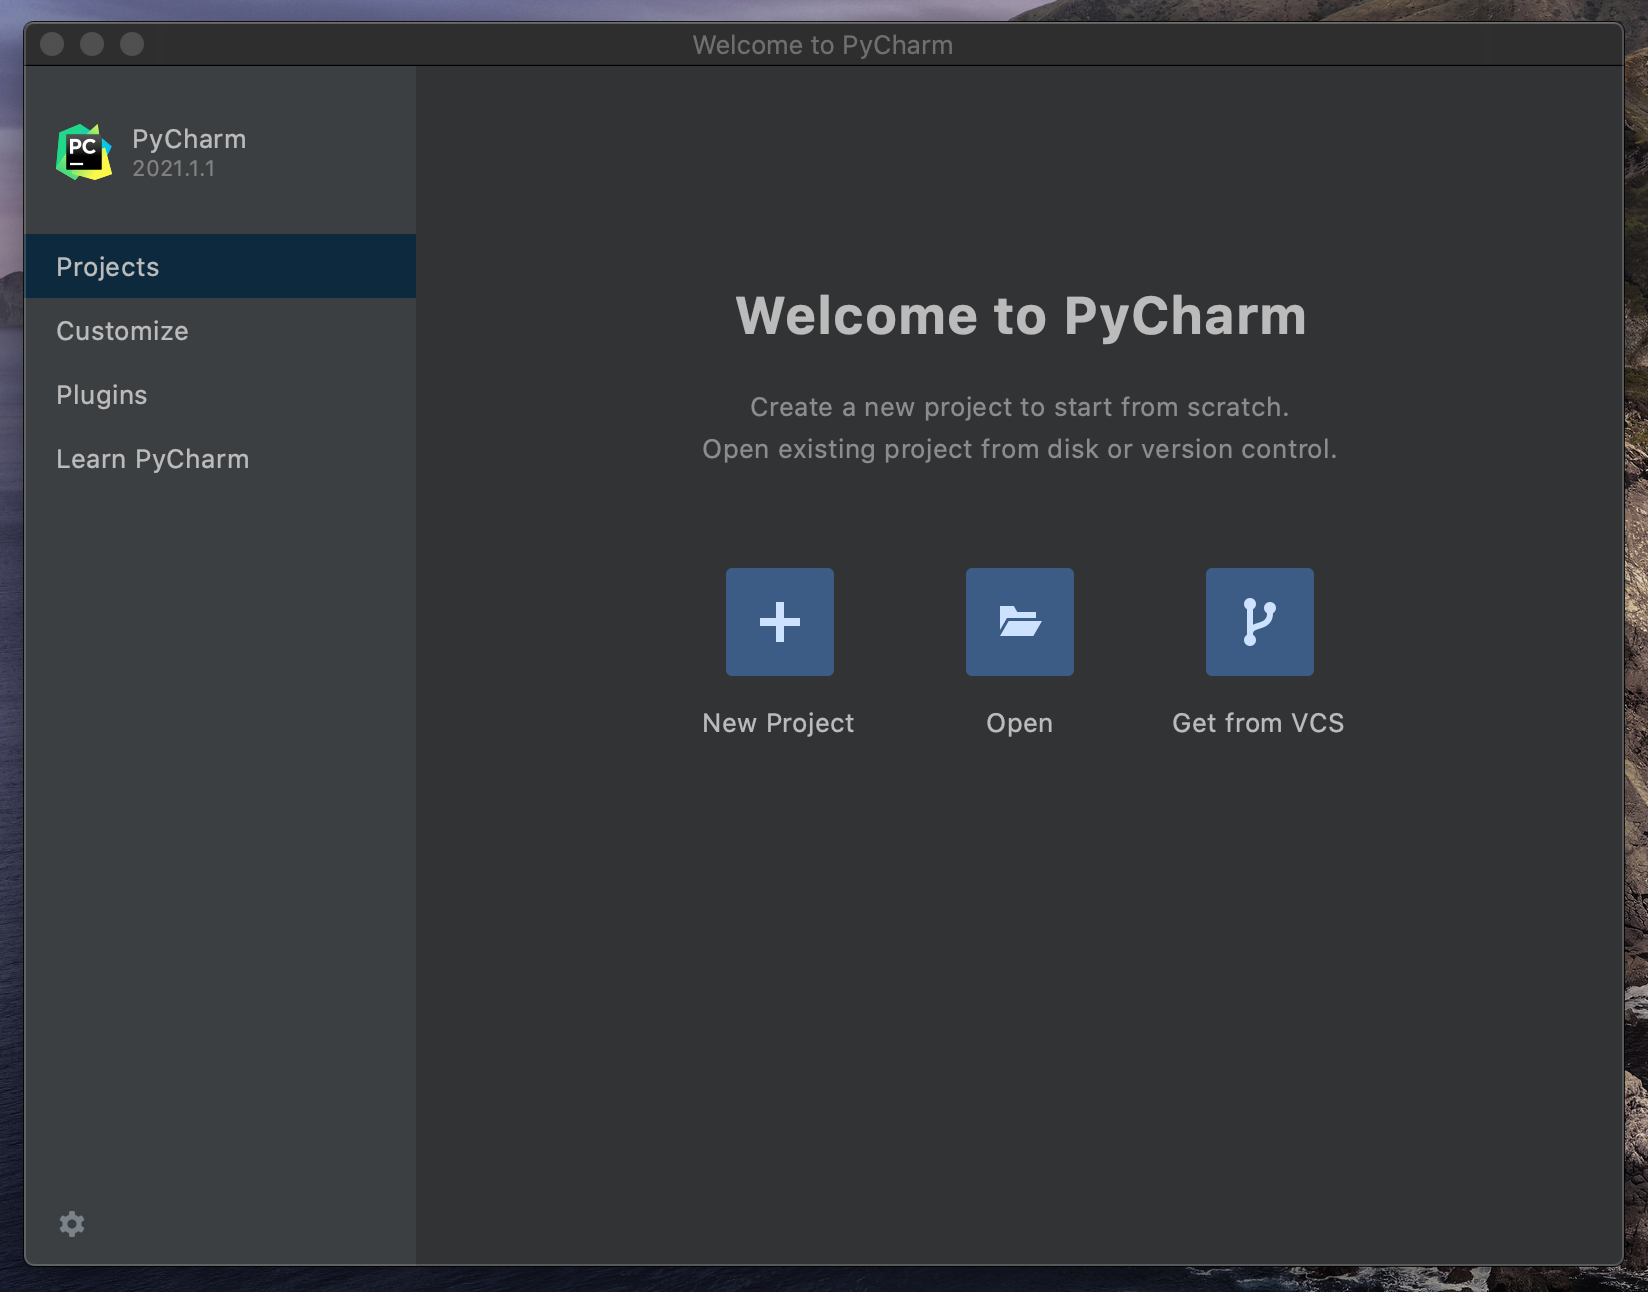 Welcome to PyCharm
PC
PyCharm
2021.1.1
Projects
Customize
Plugins
Learn PyCharm
Welcome to PyCharm
Create a new project to start from scratch.
Open existing project from disk or version control.
New Project
Open
Get from VCS